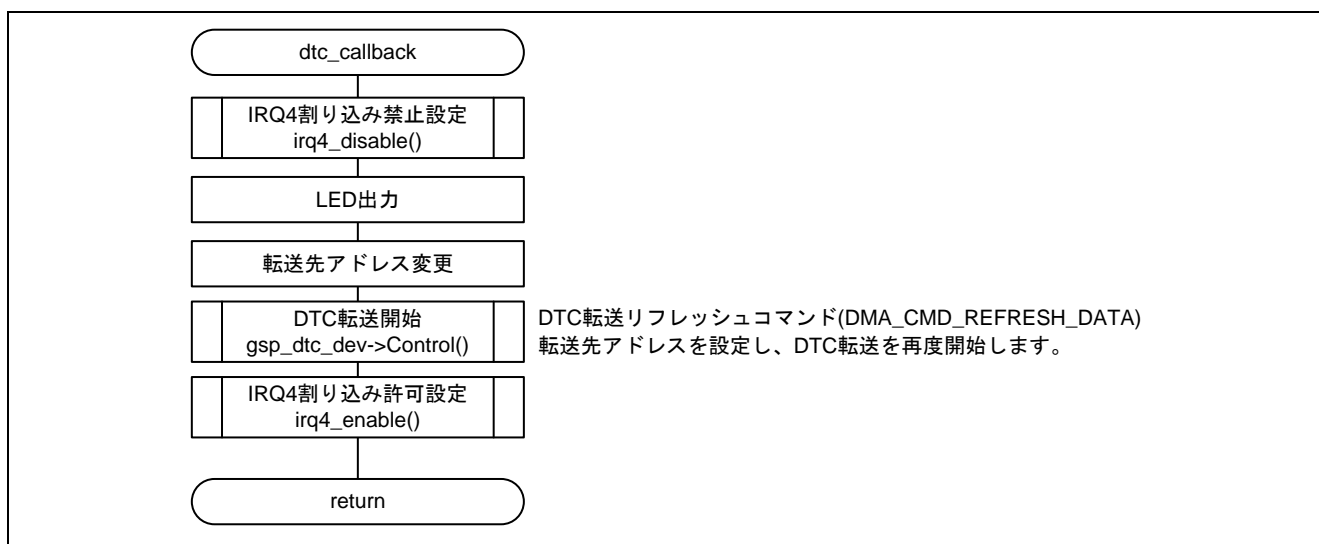 dtc_callback
IRQ4割り込み禁止設定
irq4_disable()
LED出力
転送先アドレス変更
DTC転送開始
gsp_dtc_dev->Control()
DTC転送リフレッシュコマンド(DMA_CMD_REFRESH_DATA)
転送先アドレスを設定し、DTC転送を再度開始します。
IRQ4割り込み許可設定
irq4_enable()
return